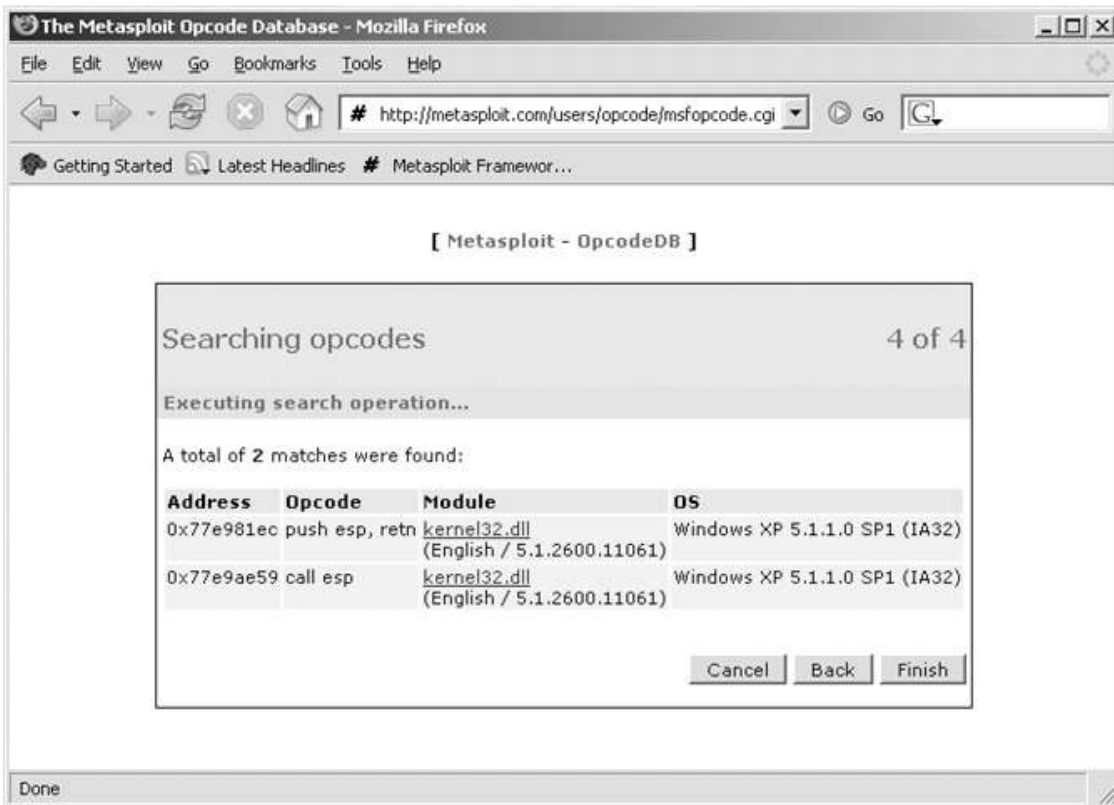 The Metasploit Opcode Database - Mozilla Firefox
File Edit View Go Bookmarks Tools Help
# http://metasploit.com/users/opcode/msfopcode.cgi Go G
Getting Started Latest Headlines # Metasploit Framewor...
[ Metasploit - OpcodeDB ]
Searching opcodes 4 of 4
Executing search operation...
A total of 2 matches were found:
Address Opcode Module OS
0x77e981ec push esp, retn kernel32.dll Windows XP 5.1.1.0 SP1 (IA32)
(English / 5.1.2600.11061)
0x77e9ae59 call esp kernel32.dll Windows XP 5.1.1.0 SP1 (IA32)
(English / 5.1.2600.11061)
Cancel Back Finish
Done